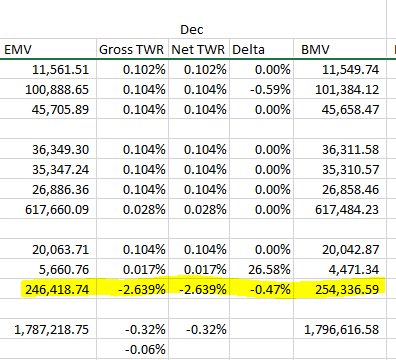 Dec
EMV Gross TWR Net TWR Delta BMV
11,561.51 0.102% 0.102% 0.00% 11,549.74
100,888.65 0.104% 0.104% -0.59% 101,384.12
45,705.89 0.104% 0.104% 0.00% 45,658.47
36,349.30 0.104% 0.104% 0.00% 36,311.58
35,347.24 0.104% 0.104% 0.00% 35,310.57
26,886.36 0.104% 0.104% 0.00% 26,858.46
617,660.09 0.028% 0.028% 0.00% 617,484.23
20,063.71 0.104% 0.104% 0.00% 20,042.87
5,660.76 0.017% 0.017% 26.58% 4,471.34
246,418.74 -2.639% -2.639% -0.47% 254,336.59
1,787,218.75 -0.32% -0.32% 1,796,616.58
-0.06%